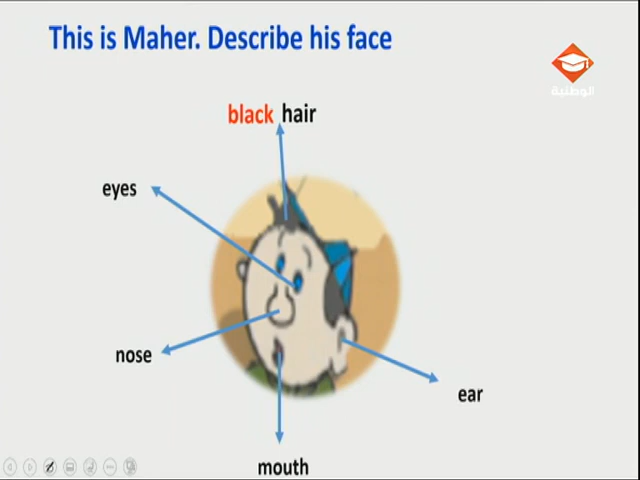 This is Maher. Describe his face
الوطنية
black hair
eyes
nose
ear
mouth